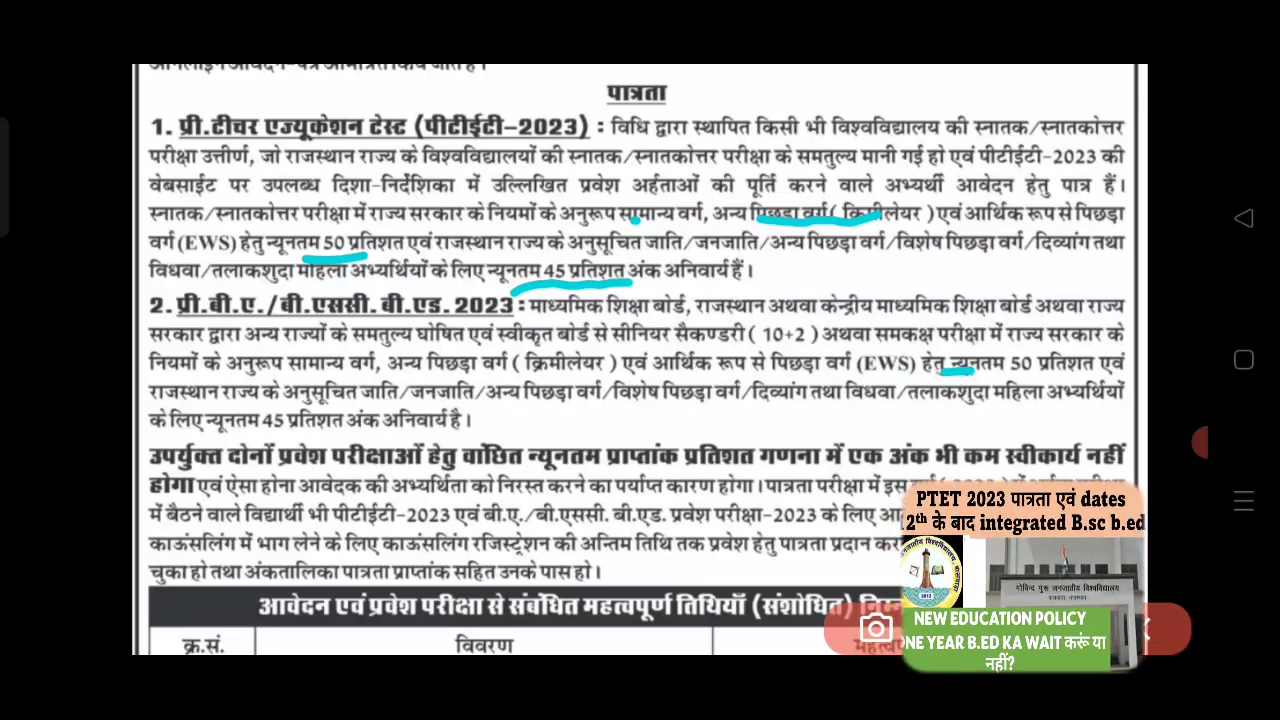 ऑनलाइन आवेदन-पत्र आमंत्रित किये जाते हैं।
पात्रता
1. प्री.टीचर एज्यूकेशन टेस्ट (पीटीईटी-2023) : विधि द्वारा स्थापित किसी भी विश्वविद्यालय की स्नातक/स्नातकोत्तर
परीक्षा उत्तीर्ण, जो राजस्थान राज्य के विश्वविद्यालयों की स्नातक/स्नातकोत्तर परीक्षा के समतुल्य मानी गई हो एवं पीटीईटी-2023 की
वेबसाईट पर उपलब्ध दिशा-निर्देशिका में उल्लिखित प्रवेश अर्हताओं की पूर्ति करने वाले अभ्यर्थी आवेदन हेतु पात्र हैं।
स्नातक/स्नातकोत्तर परीक्षा में राज्य सरकार के नियमों के अनुरूप सामान्य वर्ग, अन्य पिछड़ा वर्ग ( क्रिमीलेयर ) एवं आर्थिक रूप से पिछड़ा
वर्ग (EWS) हेतु न्यूनतम 50 प्रतिशत एवं राजस्थान राज्य के अनुसूचित जाति/जनजाति/अन्य पिछड़ा वर्ग/विशेष पिछड़ा वर्ग/दिव्यांग तथा
विधवा/तलाकशुदा महिला अभ्यर्थियों के लिए न्यूनतम 45 प्रतिशत अंक अनिवार्य हैं।
2. प्री.बी.ए./बी.एससी. बी.एड. 2023 : माध्यमिक शिक्षा बोर्ड, राजस्थान अथवा केन्द्रीय माध्यमिक शिक्षा बोर्ड अथवा राज्य
सरकार द्वारा अन्य राज्यों के समतुल्य घोषित एवं स्वीकृत बोर्ड से सीनियर सैकण्डरी ( 10+2 ) अथवा समकक्ष परीक्षा में राज्य सरकार के
नियमों के अनुरूप सामान्य वर्ग, अन्य पिछड़ा वर्ग ( क्रिमीलेयर ) एवं आर्थिक रूप से पिछड़ा वर्ग (EWS) हेतु न्यूनतम 50 प्रतिशत एवं
राजस्थान राज्य के अनुसूचित जाति/जनजाति/अन्य पिछड़ा वर्ग/विशेष पिछड़ा वर्ग/दिव्यांग तथा विधवा/तलाकशुदा महिला अभ्यर्थियों
के लिए न्यूनतम 45 प्रतिशत अंक अनिवार्य है।
उपर्युक्त दोनों प्रवेश परीक्षाओं हेतु वांछित न्यूनतम प्राप्तांक प्रतिशत गणना में एक अंक भी कम स्वीकार्य नहीं
होगा एवं ऐसा होना आवेदक की अभ्यर्थिता को निरस्त करने का पर्याप्त कारण होगा। पात्रता परीक्षा में इस
में बैठने वाले विद्यार्थी भी पीटीईटी-2023 एवं बी.ए./बी.एससी. बी.एड. प्रवेश परीक्षा-2023 के लिए
काऊंसलिंग में भाग लेने के लिए काऊंसलिंग रजिस्ट्रेशन की अन्तिम तिथि तक प्रवेश हेतु पात्रता प्रदान
चुका हो तथा अंकतालिका पात्रता प्राप्तांक सहित उनके पास हो।
आवेदन एवं प्रवेश परीक्षा से संबंधित महत्वपूर्ण तिथियाँ (संशोधित)
क्र.सं. विवरण
PTET 2023 पात्रता एवं dates
2th के बाद integrated B.sc b.ed
गोविन्द गुरु जनजातीय विश्वविद्यालय
2012
NEW EDUCATION POLICY
ONE YEAR B.ED KA WAIT करूं या
नहीं?